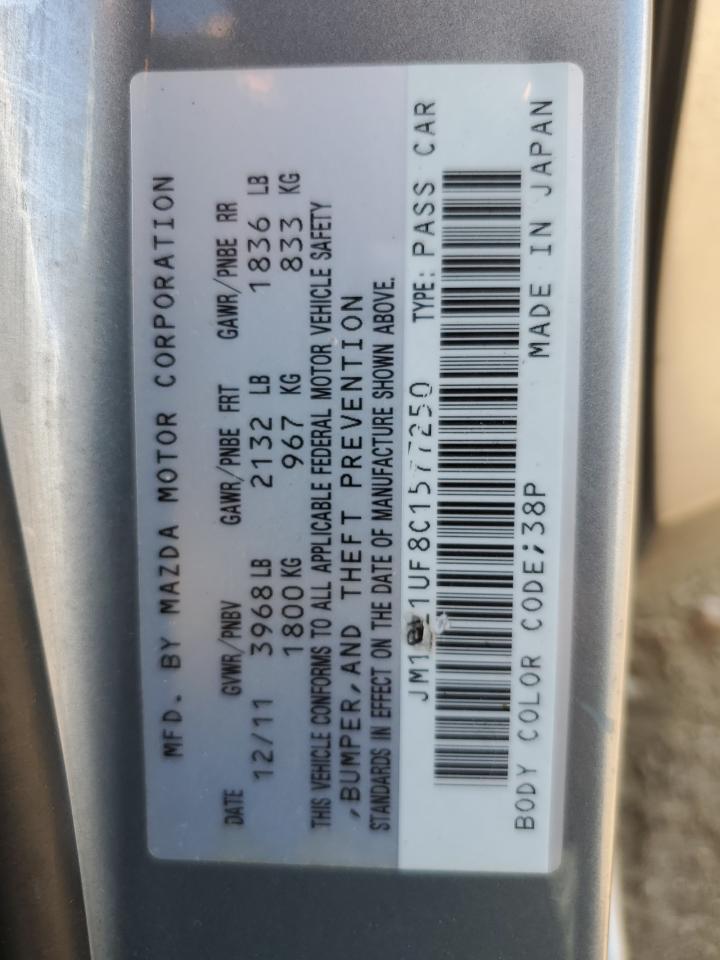 MFD. BY MAZDA MOTOR CORPORATION
DATE GVWR/PNBV GAWR/PNBE FRT GAWR/PNBE RR
12/11 3968 LB 2132 LB 1836 LB
1800 KG 967 KG 833 KG
THIS VEHICLE CONFORMS TO ALL APPLICABLE FEDERAL MOTOR VEHICLE SAFETY
,BUMPER,AND THEFT PREVENTION
STANDARDS IN EFFECT ON THE DATE OF MANUFACTURE SHOWN ABOVE.
JM1 1UF8C1577250 TYPE: PASS CAR
BODY COLOR CODE;38P MADE IN JAPAN